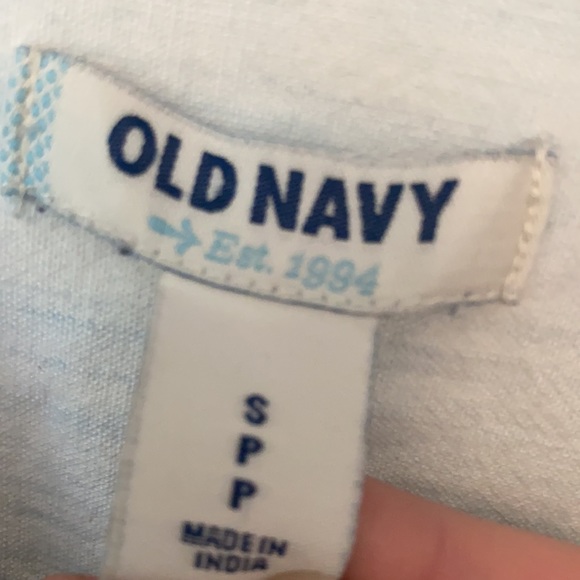 OLD NAVY
Est. 1994
S
P
P
MADE IN
INDIA